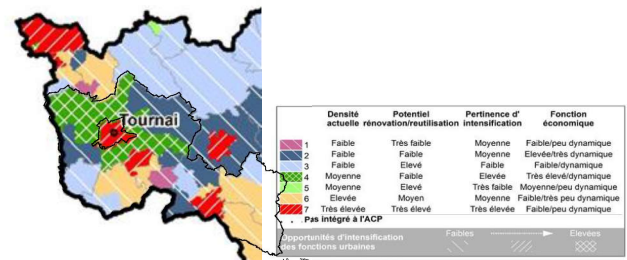 Tournai
Densité Potentiel Pertinence d' Fonction
actuelle rénovation/reutilisation intensification économique
1 Faible Très faible Moyenne Faible/peu dynamique
2 Faible Faible Moyenne Elevée/très dynamique
3 Faible Elevé Faible Faible/dynamique
4 Moyenne Faible Elevée Très élevé/dynamique
5 Moyenne Elevé Très faible Moyenne/peu dynamique
6 Elevée Moyen Moyenne Faible/très peu dynamique
7 Très élevée Très élevé Très élevée Faible/peu dynamique
Pas intégré à l'ACP
Opportunités d'intensification Faibles Elevées
des fonctions urbaines